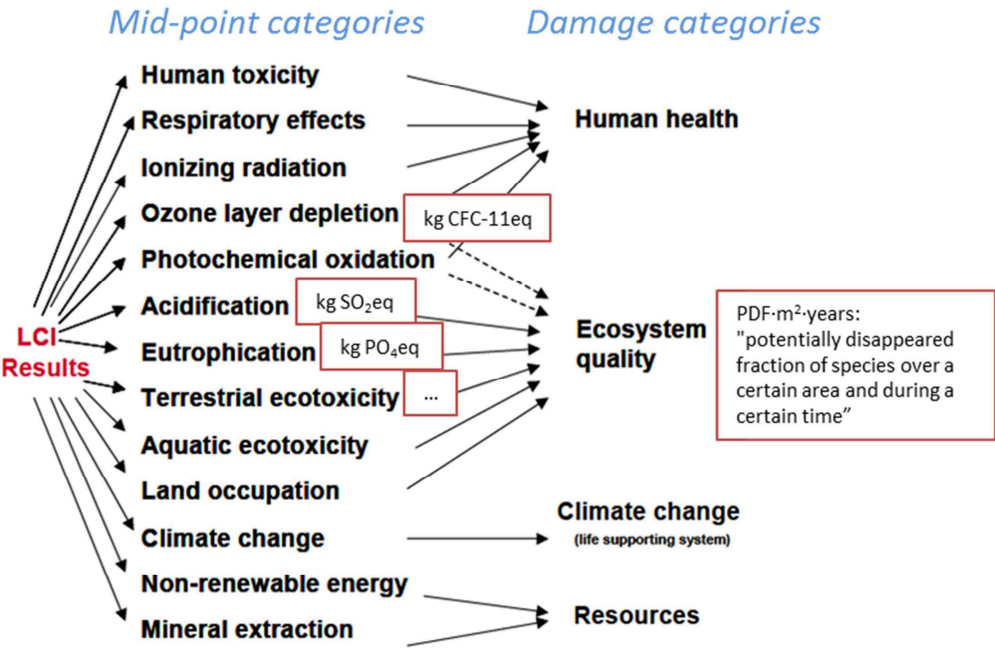 Mid-point categories
Damage categories
Human toxicity
Respiratory effects
Ionizing radiation
Ozone layer depletion
kg CFC-11eq
Photochemical oxidation
Acidification
kg SO₂eq
Eutrophication
kg PO₄eq
Terrestrial ecotoxicity
...
Aquatic ecotoxicity
Land occupation
Climate change
Non-renewable energy
Mineral extraction
LCI
Results
Human health
Ecosystem
quality
PDF·m²·years:
"potentially disappeared
fraction of species over a
certain area and during a
certain time”
Climate change
(life supporting system)
Resources